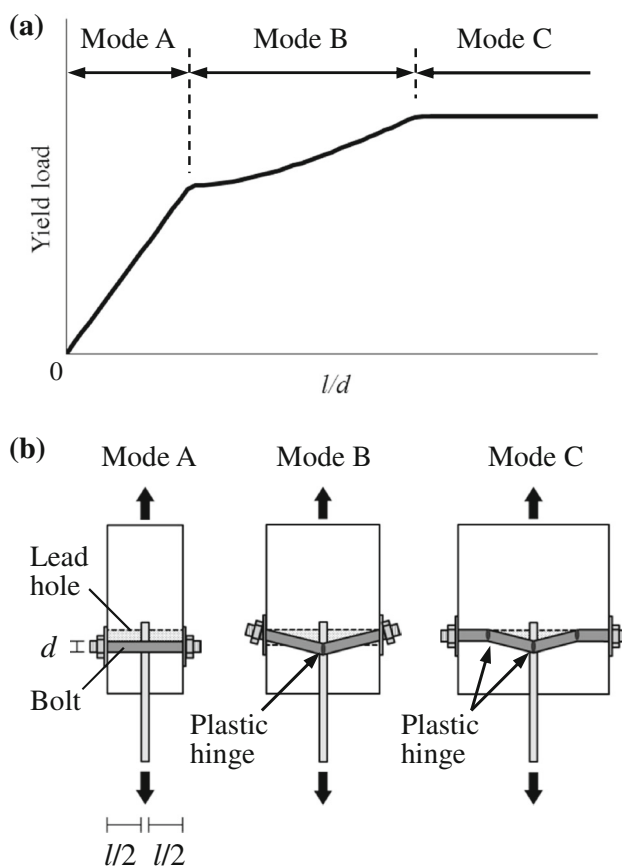 (a)
Mode A
Mode B
Mode C
Yield load
0
l/d
(b)
Mode A
Mode B
Mode C
Lead
hole
d
Bolt
Plastic
hinge
Plastic
hinge
l/2
l/2